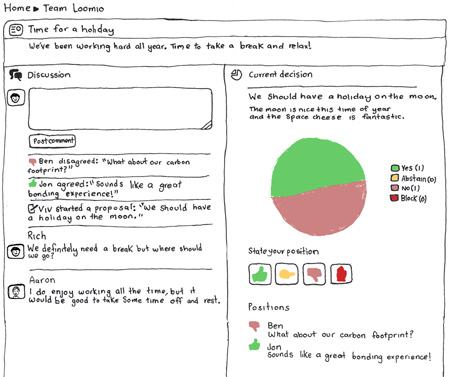 Home ▶ Team Loomio
Time for a holiday
We've been working hard all year. Time to take a break and relax!
Discussion
Post comment
Ben disagreed: "What about our carbon
footprint?"
Jon agreed: "Sounds like a great
bonding experience!"
Viv started a proposal: "We should have
a holiday on the moon."
Rich
We definitely need a break but where should
we go?
Aaron
I do enjoy working all the time, but it
would be good to take some time off and rest.
Current decision
We should have a holiday on the moon.
The moon is nice this time of year
and the space cheese is fantastic.
Yes (1)
Abstain (0)
No (1)
Block (0)
State your position
Positions
Ben
What about our carbon footprint?
Jon
Sounds like a great bonding experience!